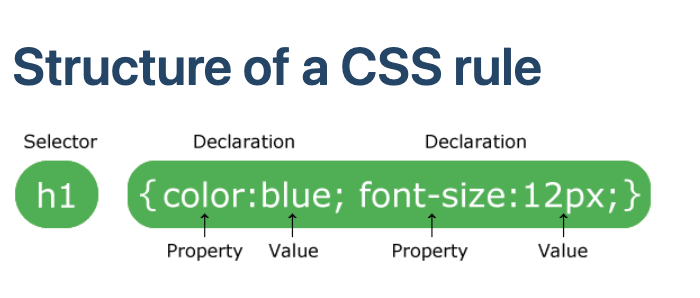 Structure of a CSS rule
Selector Declaration Declaration
h1 {color:blue; font-size:12px;}
Property Value Property Value